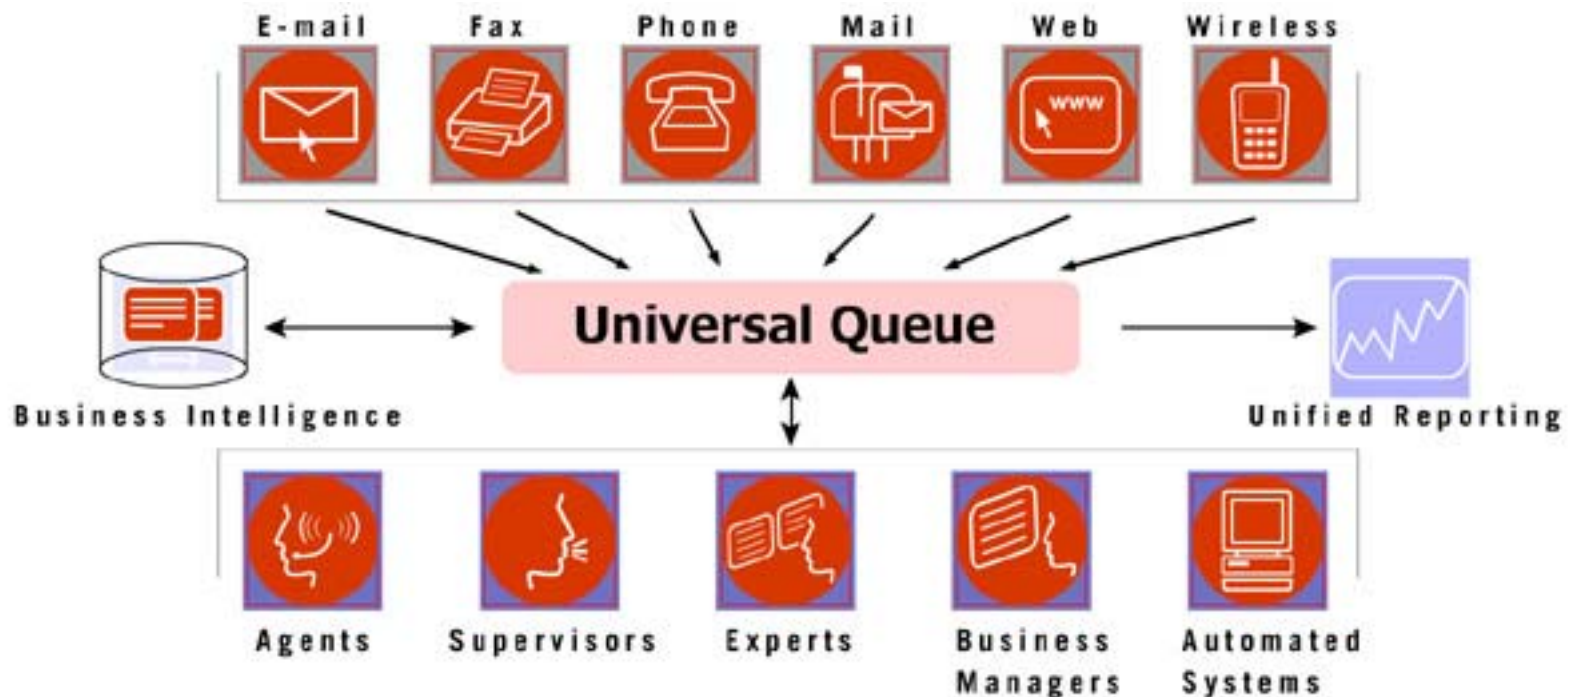 E-mail Fax Phone Mail Web Wireless
www
Universal Queue
Business Intelligence
Unified Reporting
Agents
Supervisors
Experts
Business
Managers
Automated
Systems